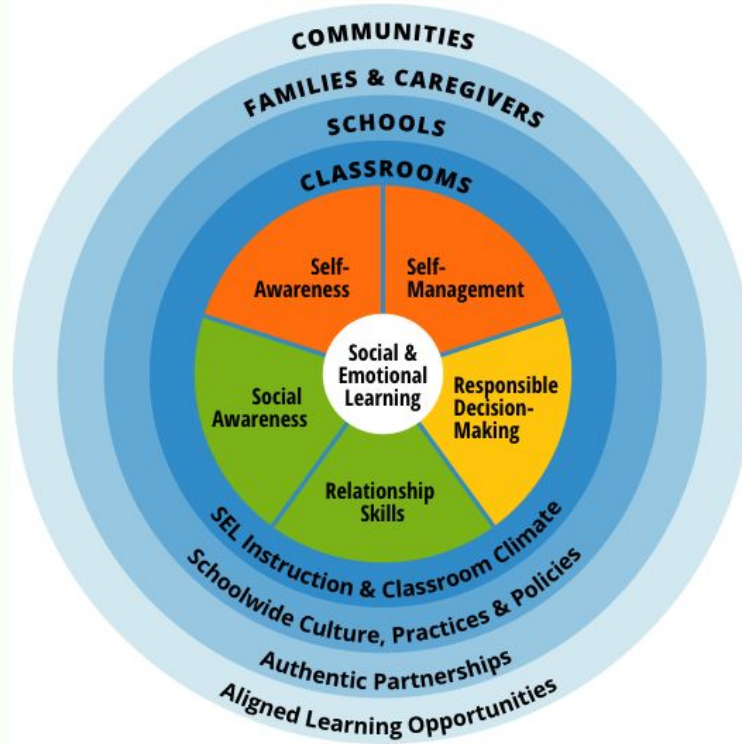 COMMUNITIES
FAMILIES & CAREGIVERS
SCHOOLS
CLASSROOMS
Self-
Awareness
Self-
Management
Social &
Emotional
Learning
Social
Awareness
Responsible
Decision-
Making
Relationship
Skills
SEL Instruction & Classroom Climate
Schoolwide Culture, Practices & Policies
Authentic Partnerships
Aligned Learning Opportunities